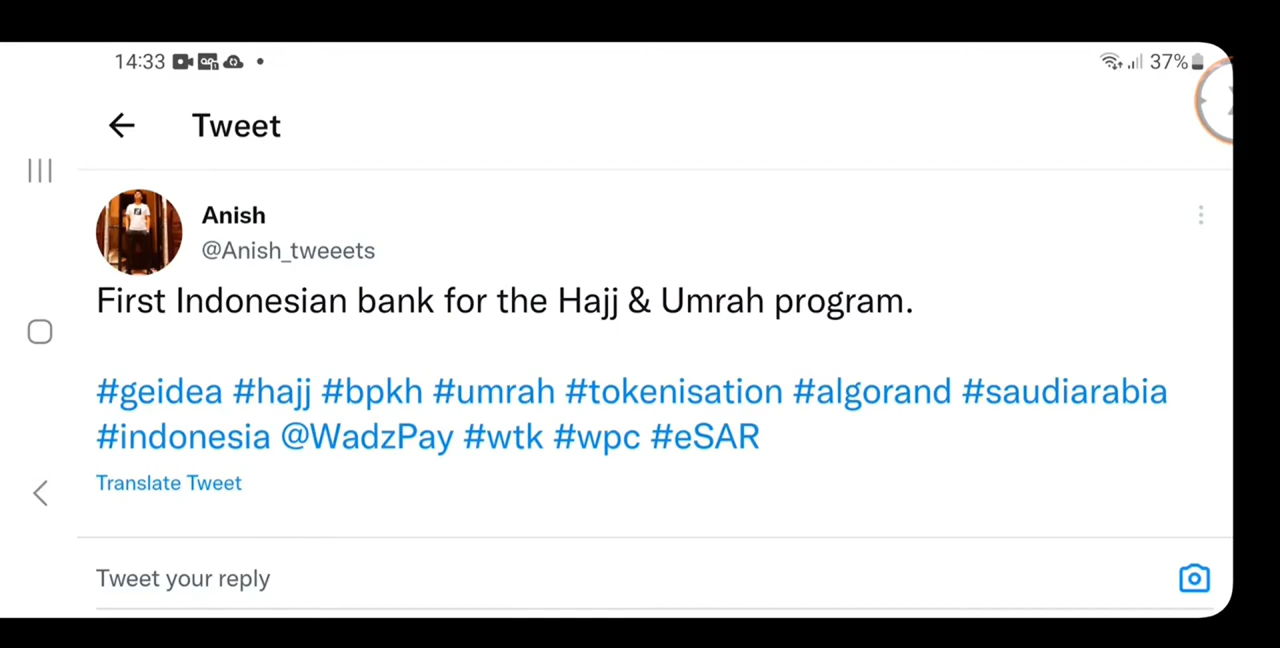 14:33 37%
Tweet
Anish
@Anish_tweeets
First Indonesian bank for the Hajj & Umrah program.
#geidea #hajj #bpkh #umrah #tokenisation #algorand #saudiarabia
#indonesia @WadzPay #wtk #wpc #eSAR
Translate Tweet
Tweet your reply